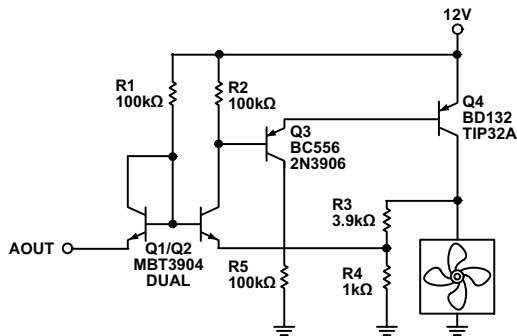 12V
R1
100kΩ
R2
100kΩ
Q3
BC556
2N3906
Q4
BD132
TIP32A
R3
3.9kΩ
AOUT
Q1/Q2
MBT3904
DUAL
R5
100kΩ
R4
1kΩ